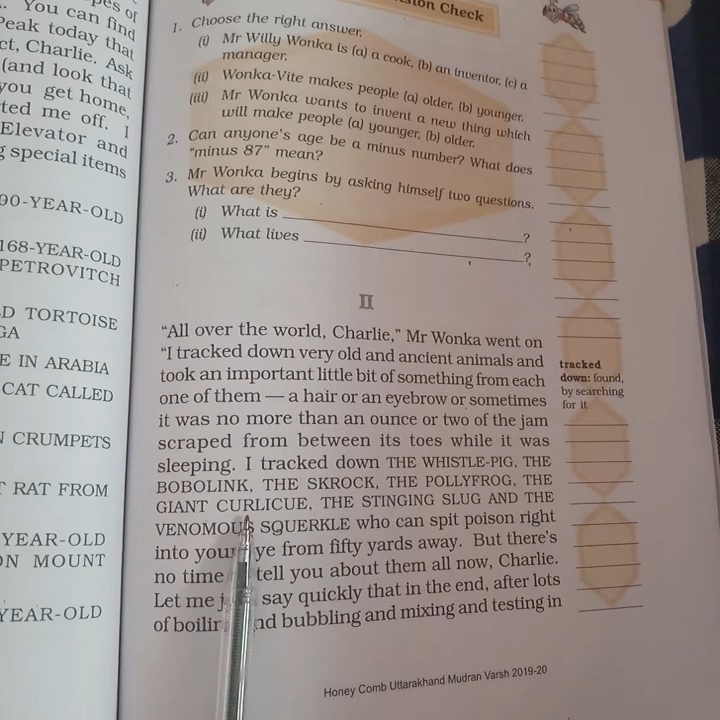 . You can find
Peak today that
ct, Charlie. Ask
(and look that
you get home,
ted me off. I
Elevator and
g special items
00-YEAR-OLD
168-YEAR-OLD
PETROVITCH
D TORTOISE
GA
E IN ARABIA
CAT CALLED
N CRUMPETS
T RAT FROM
YEAR-OLD
ON MOUNT
YEAR-OLD
Check
1. Choose the right answer.
(i) Mr Willy Wonka is (a) a cook, (b) an inventor, (c) a
manager.
(ii) Wonka-Vite makes people (a) older, (b) younger.
(iii) Mr Wonka wants to invent a new thing which
will make people (a) younger, (b) older.
2. Can anyone's age be a minus number? What does
"minus 87" mean?
3. Mr Wonka begins by asking himself two questions.
What are they?
(i) What is ____________________?
(ii) What lives ____________________?
II
"All over the world, Charlie," Mr Wonka went on
"I tracked down very old and ancient animals and
took an important little bit of something from each
one of them — a hair or an eyebrow or sometimes
it was no more than an ounce or two of the jam
scraped from between its toes while it was
sleeping. I tracked down THE WHISTLE-PIG, THE
BOBOLINK, THE SKROCK, THE POLLYFROG, THE
GIANT CURLICUE, THE STINGING SLUG AND THE
VENOMOUS SQUERKLE who can spit poison right
into your ye from fifty yards away. But there's
no time tell you about them all now, Charlie.
Let me say quickly that in the end, after lots
of boilin nd bubbling and mixing and testing in
tracked
down: found,
by searching
for it
Honey Comb Uttarakhand Mudran Varsh 2019-20